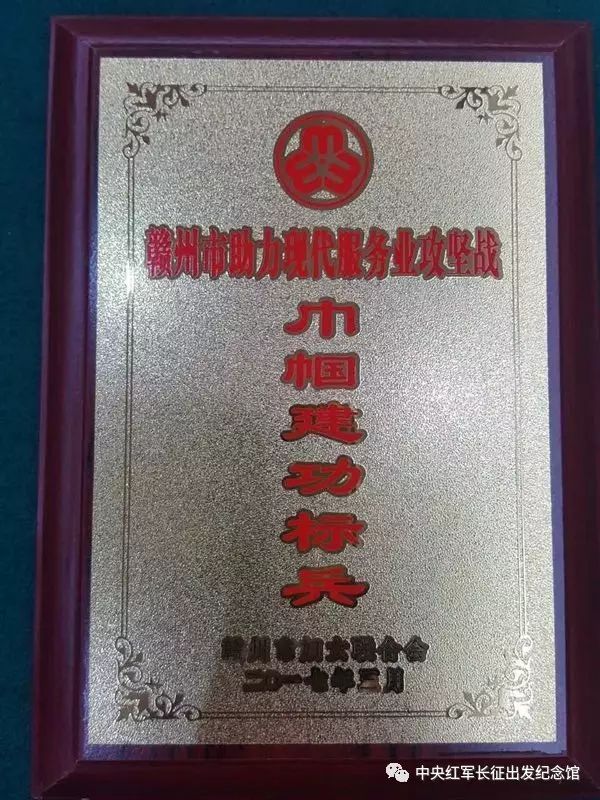 赣州市助力现代服务业攻坚战
巾帼建功标兵
赣州市妇女联合会
二〇一七年三月
中央红军长征出发纪念馆